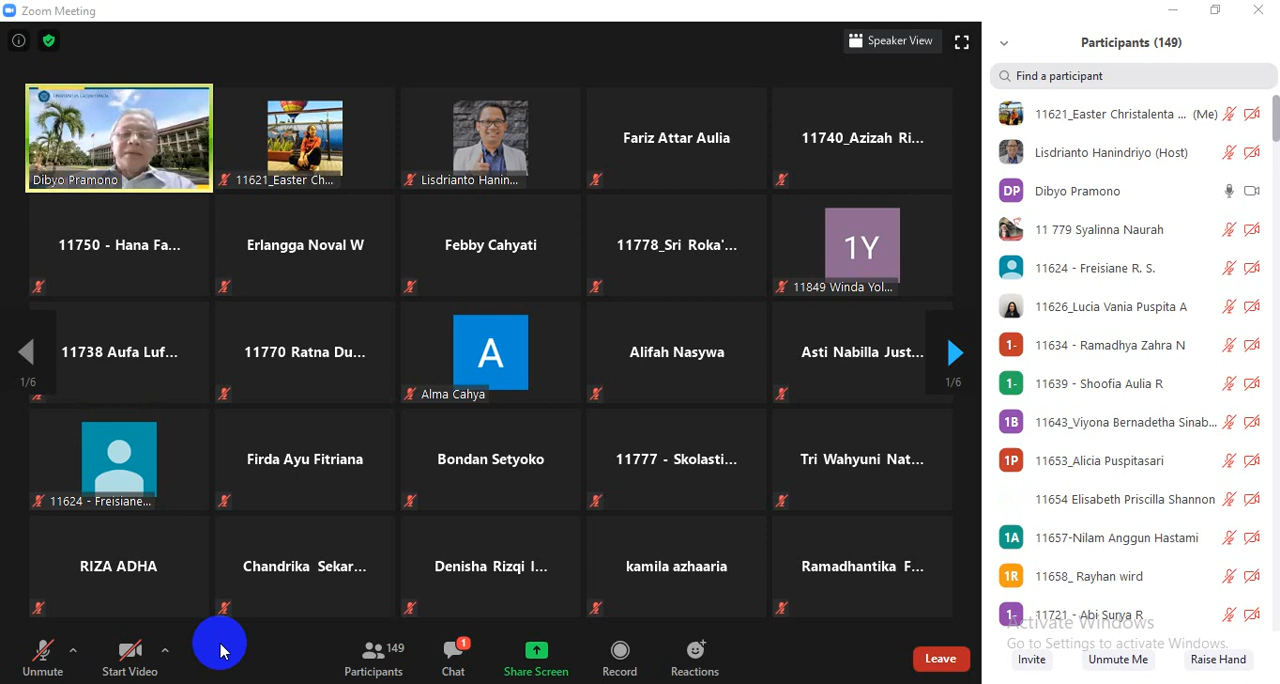 Zoom Meeting
Speaker View
Dibyo Pramono
11621_Easter Ch...
Lisdrianto Hanin...
Fariz Attar Aulia
11740_Azizah Ri...
11750 - Hana Fa...
Erlangga Noval W
Febby Cahyati
11778_Sri Roka'...
1Y
11849 Winda Yol...
1/6
11738 Aufa Luf...
11770 Ratna Du...
A
Alma Cahya
Alifah Nasywa
Asti Nabilla Just...
1/6
11624 - Freisiane...
Firda Ayu Fitriana
Bondan Setyoko
11777 - Skolasti...
Tri Wahyuni Nat...
RIZA ADHA
Chandrika Sekar...
Denisha Rizqi I...
kamila azhaaria
Ramadhantika F...
Unmute
Start Video
149
Participants
1
Chat
Share Screen
Record
Reactions
Leave
Participants (149)
Find a participant
11621_Easter Christalenta ... (Me)
Lisdrianto Hanindriyo (Host)
DP Dibyo Pramono
11 779 Syalinna Naurah
11624 - Freisiane R. S.
11626_Lucia Vania Puspita A
1- 11634 - Ramadhya Zahra N
1- 11639 - Shoofia Aulia R
1B 11643_Viyona Bernadetha Sinab...
1P 11653_Alicia Puspitasari
11654 Elisabeth Priscilla Shannon
1A 11657-Nilam Anggun Hastami
1R 11658_ Rayhan wird
1- 11721 - Abi Surya R
Activate Windows
Go to Settings to activate Windows.
Invite
Unmute Me
Raise Hand